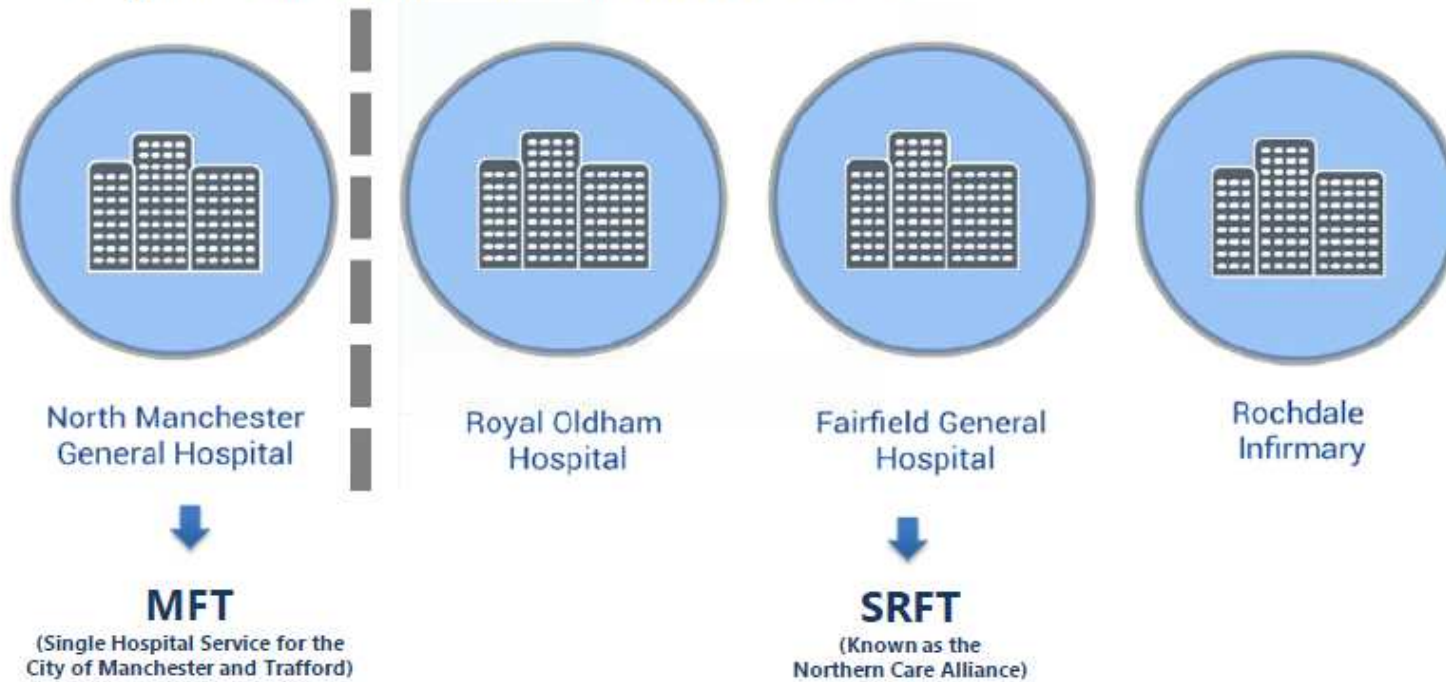 North Manchester
General Hospital
Royal Oldham
Hospital
Fairfield General
Hospital
Rochdale
Infirmary
MFT
(Single Hospital Service for the
City of Manchester and Trafford)
SRFT
(Known as the
Northern Care Alliance)